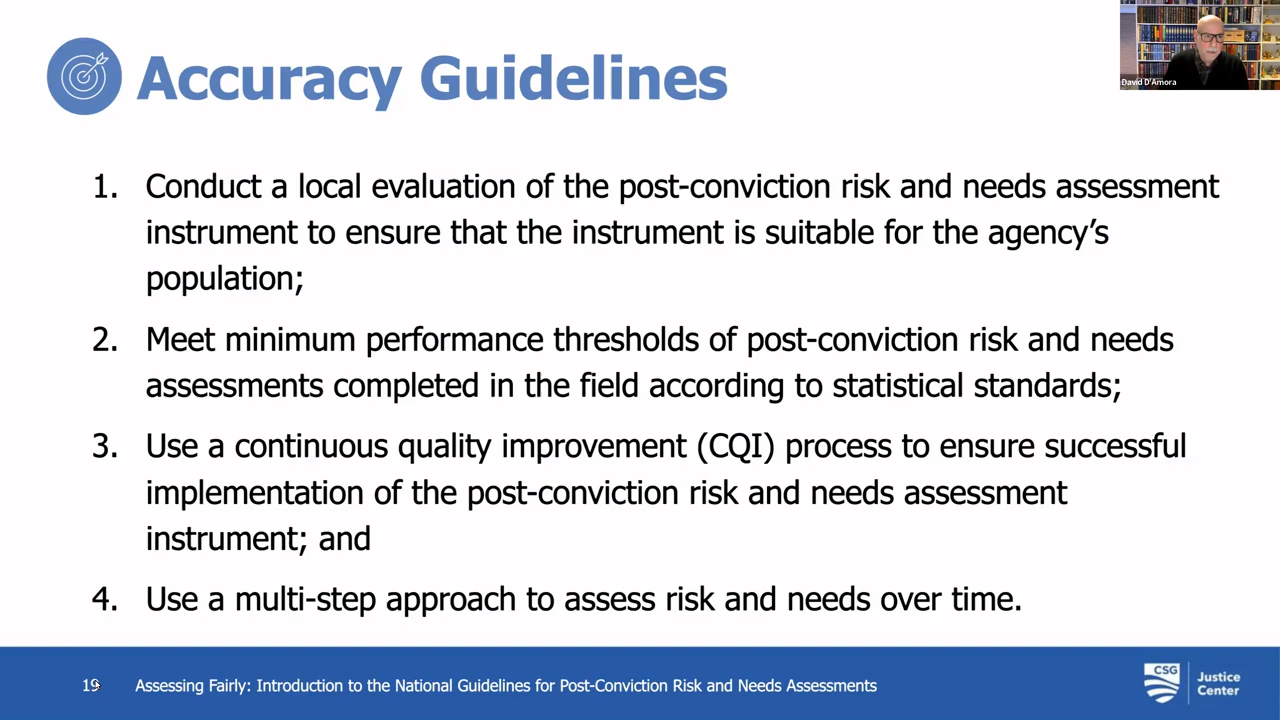 Accuracy Guidelines
David D'Amora
1. Conduct a local evaluation of the post-conviction risk and needs assessment
instrument to ensure that the instrument is suitable for the agency’s
population;
2. Meet minimum performance thresholds of post-conviction risk and needs
assessments completed in the field according to statistical standards;
3. Use a continuous quality improvement (CQI) process to ensure successful
implementation of the post-conviction risk and needs assessment
instrument; and
4. Use a multi-step approach to assess risk and needs over time.
19 Assessing Fairly: Introduction to the National Guidelines for Post-Conviction Risk and Needs Assessments
CSG
Justice
Center